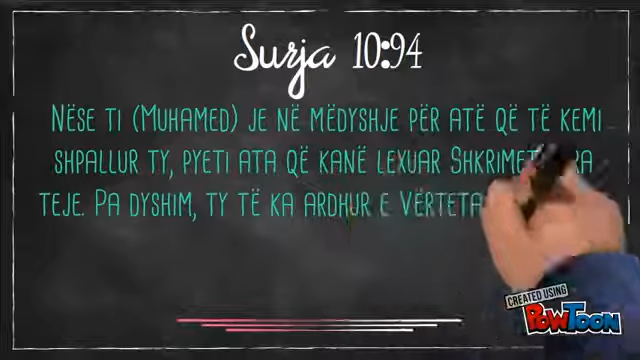 Surja 10:94
NËSE TI (MUHAMED) JE NË MËDYSHJE PËR ATË QË TË KEMI
SHPALLUR TY, PYETI ATA QË KANË LEXUAR SHKRIMET
TEJE. PA DYSHIM, TY TË KA ARDHUR E VËRTETA
CREATED USING
POWTOON